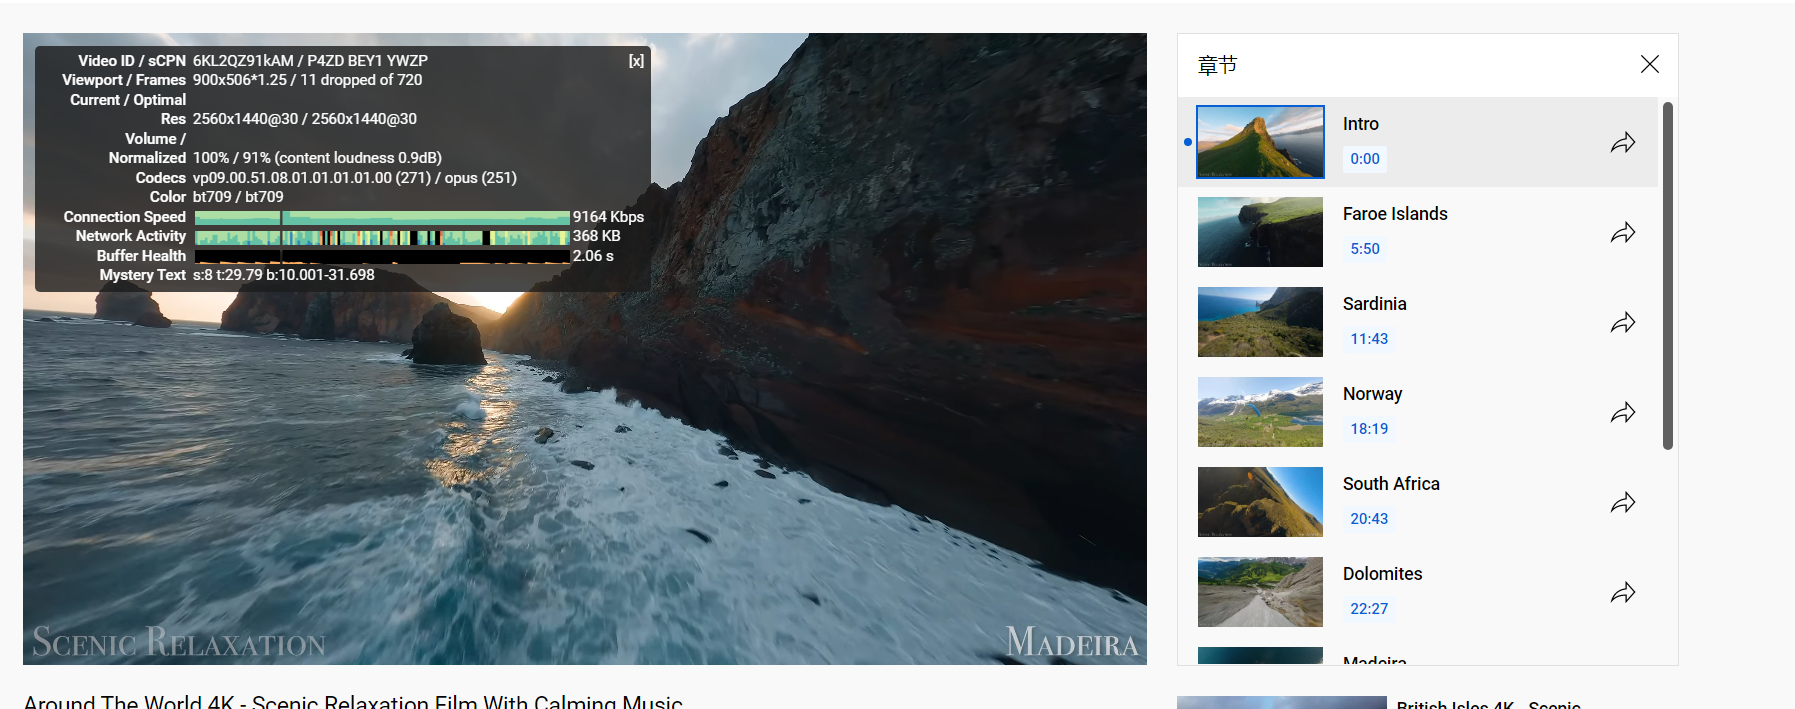 Video ID / sCPN 6KL2QZ91kAM / P4ZD BEY1 YWZP [x]
Viewport / Frames 900x506*1.25 / 11 dropped of 720
Current / Optimal
Res 2560x1440@30 / 2560x1440@30
Volume /
Normalized 100% / 91% (content loudness 0.9dB)
Codecs vp09.00.51.08.01.01.01.01.00 (271) / opus (251)
Color bt709 / bt709
Connection Speed 9164 Kbps
Network Activity 368 KB
Buffer Health 2.06 s
Mystery Text s:8 t:29.79 b:10.001-31.698
SCENIC RELAXATION
MADEIRA
Around The World 4K - Scenic Relaxation Film With Calming Music
章节
Intro
0:00
Faroe Islands
5:50
Sardinia
11:43
Norway
18:19
South Africa
20:43
Dolomites
22:27
Madeira
British Isles 4K - Scenic